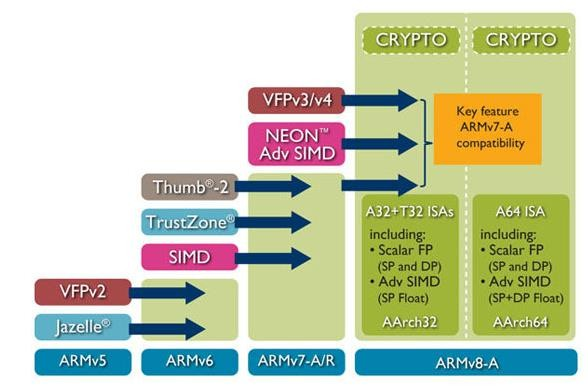 CRYPTO
CRYPTO
VFPv3/v4
NEON™
Adv SIMD
Key feature
ARMv7-A
compatibility
Thumb®-2
TrustZone®
SIMD
A32+T32 ISAs
including:
• Scalar FP
(SP and DP)
• Adv SIMD
(SP Float)
AArch32
A64 ISA
including:
• Scalar FP
(SP and DP)
• Adv SIMD
(SP+DP Float)
AArch64
VFPv2
Jazelle®
ARMv5
ARMv6
ARMv7-A/R
ARMv8-A